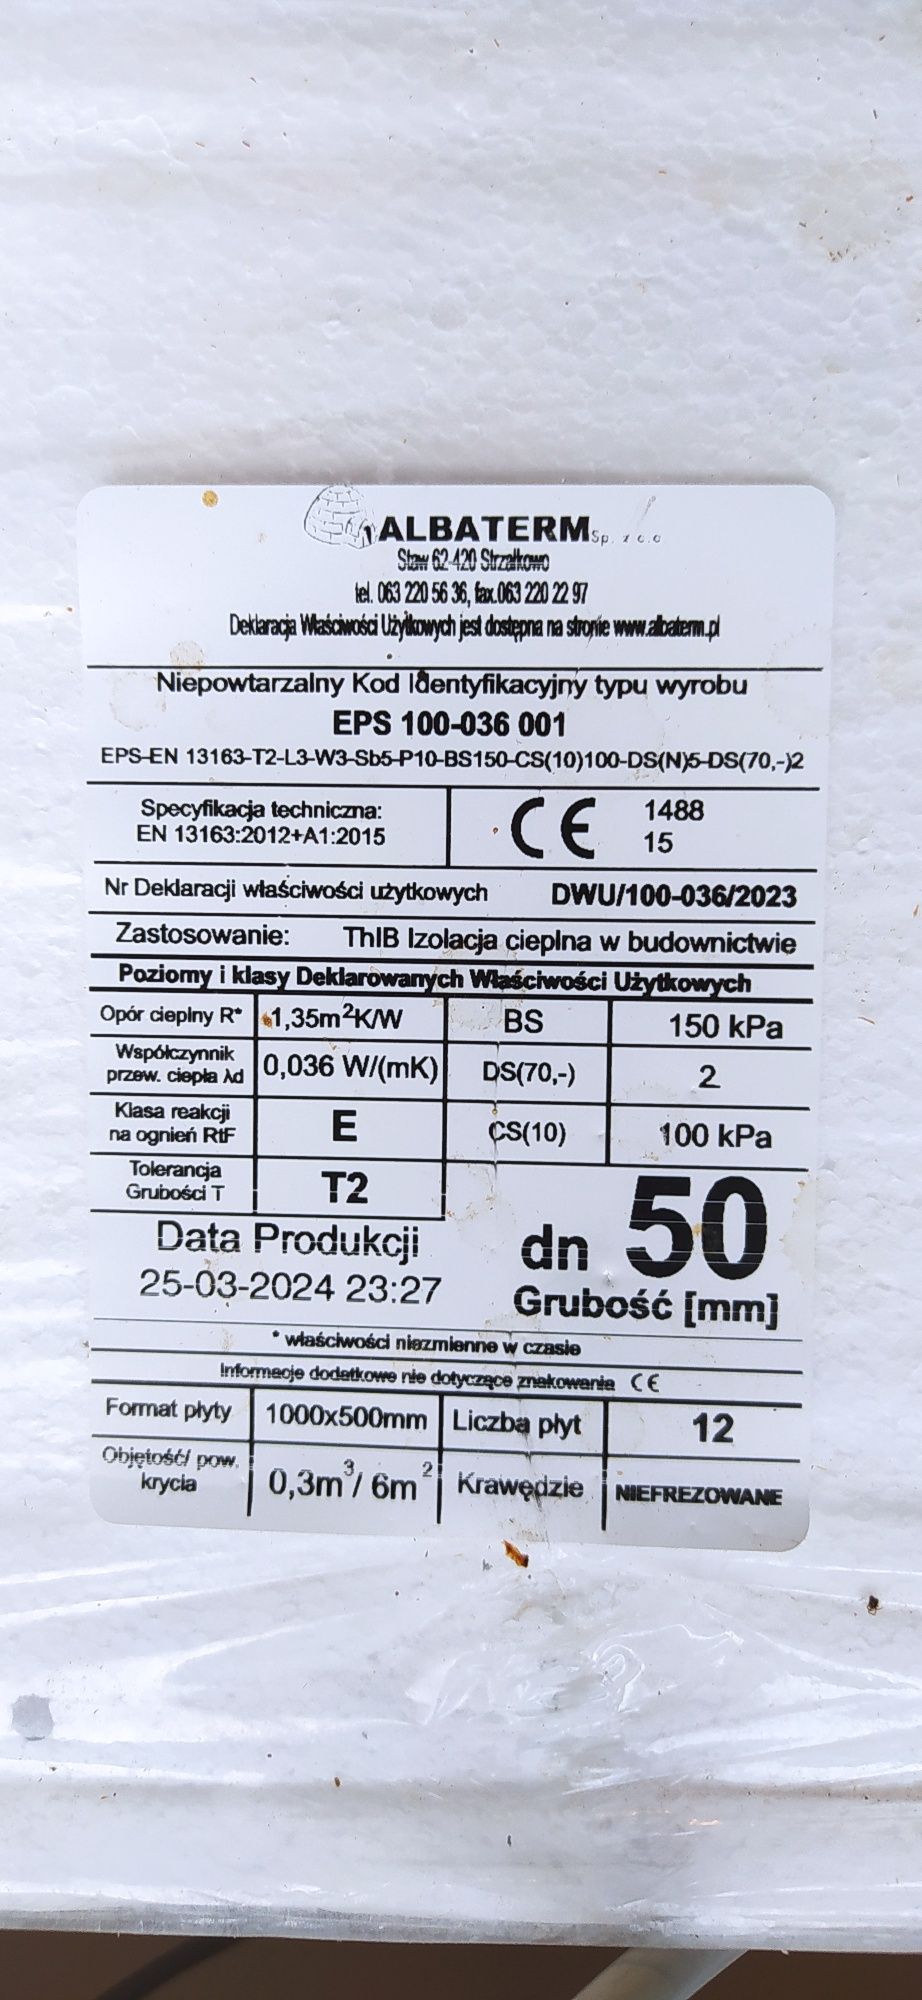 ALBATERM Sp. z o.o
Staw 62-420 Strzałkowo
tel. 063 220 56 36, fax.063 220 22 97
Deklaracja Właściwości Użytkowych jest dostępna na stronie www.albaterm.pl
Niepowtarzalny Kod Identyfikacyjny typu wyrobu
EPS 100-036 001
EPS-EN 13163-T2-L3-W3-Sb5-P10-BS150-CS(10)100-DS(N)5-DS(70,-)2
Specyfikacja techniczna:
EN 13163:2012+A1:2015
CE 1488
15
Nr Deklaracji właściwości użytkowych DWU/100-036/2023
Zastosowanie: ThIB Izolacja cieplna w budownictwie
Poziomy i klasy Deklarowanych Właściwości Użytkowych
Opór cieplny R* 1,35m²K/W BS 150 kPa
Współczynnik
przew. ciepła λd 0,036 W/(mK) DS(70,-) 2
Klasa reakcji
na ognień RtF E CS(10) 100 kPa
Tolerancja
Grubości T T2
Data Produkcji
25-03-2024 23:27
dn 50
Grubość [mm]
* właściwości niezmienne w czasie
Informacje dodatkowe nie dotyczące znakowania CE
Format płyty 1000x500mm Liczba płyt 12
Objętość/ pow.
krycia 0,3m³/ 6m² Krawędzie NIEFREZOWANE